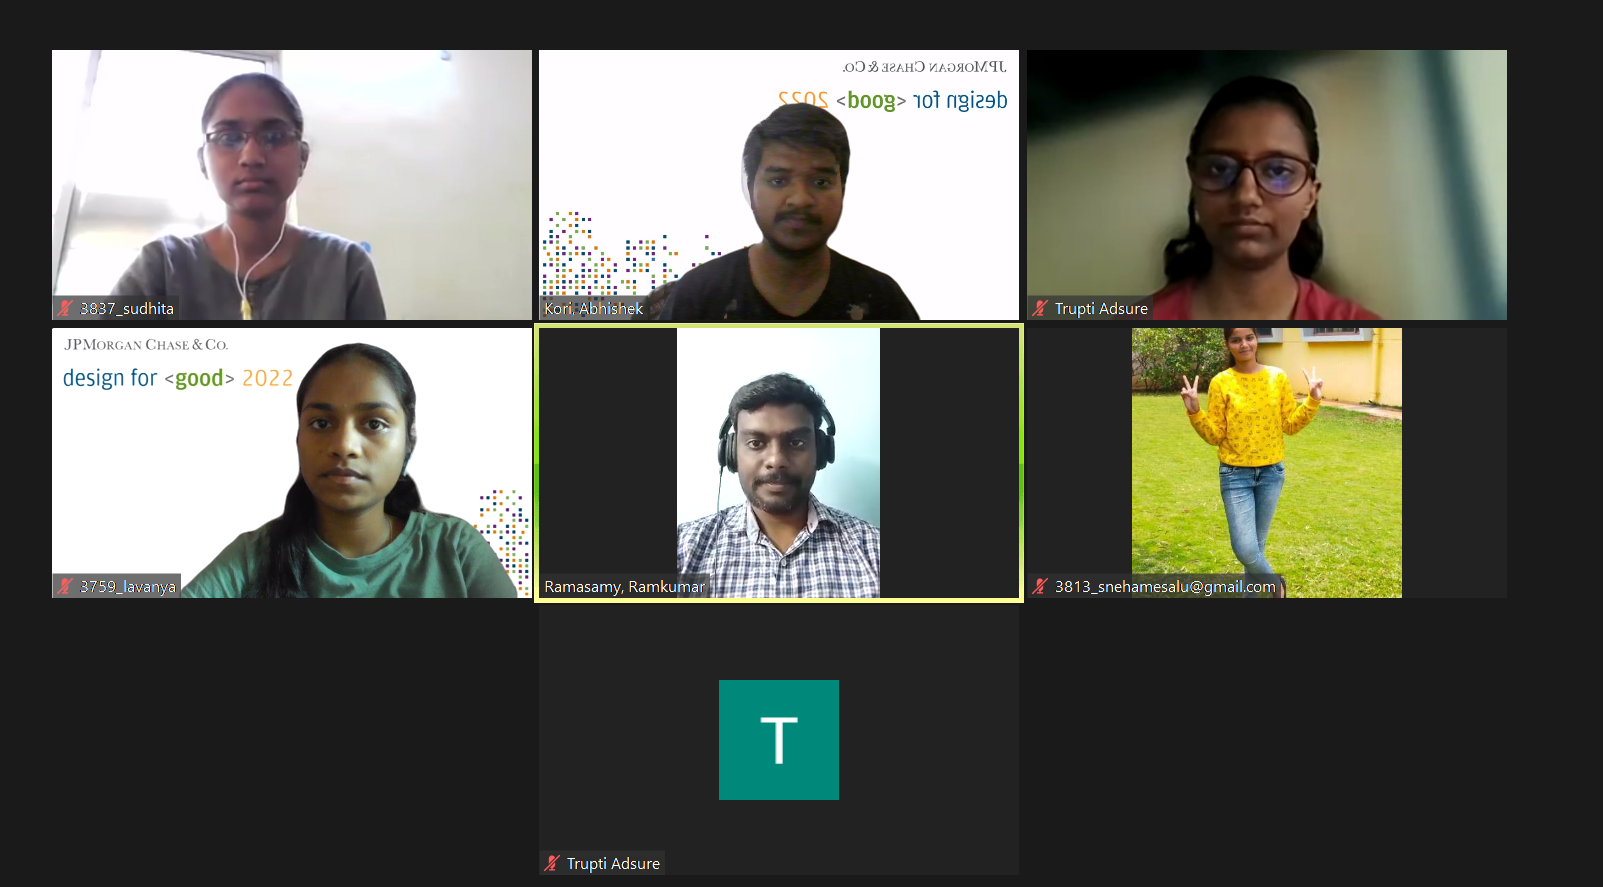 JPMORGAN CHASE & CO.
design for <good> 2022
3837_sudhita
Kori, Abhishek
Trupti Adsure
JPMORGAN CHASE & CO.
design for <good> 2022
3759_lavanya
Ramasamy, Ramkumar
3813_snehamesalu@gmail.com
T
Trupti Adsure